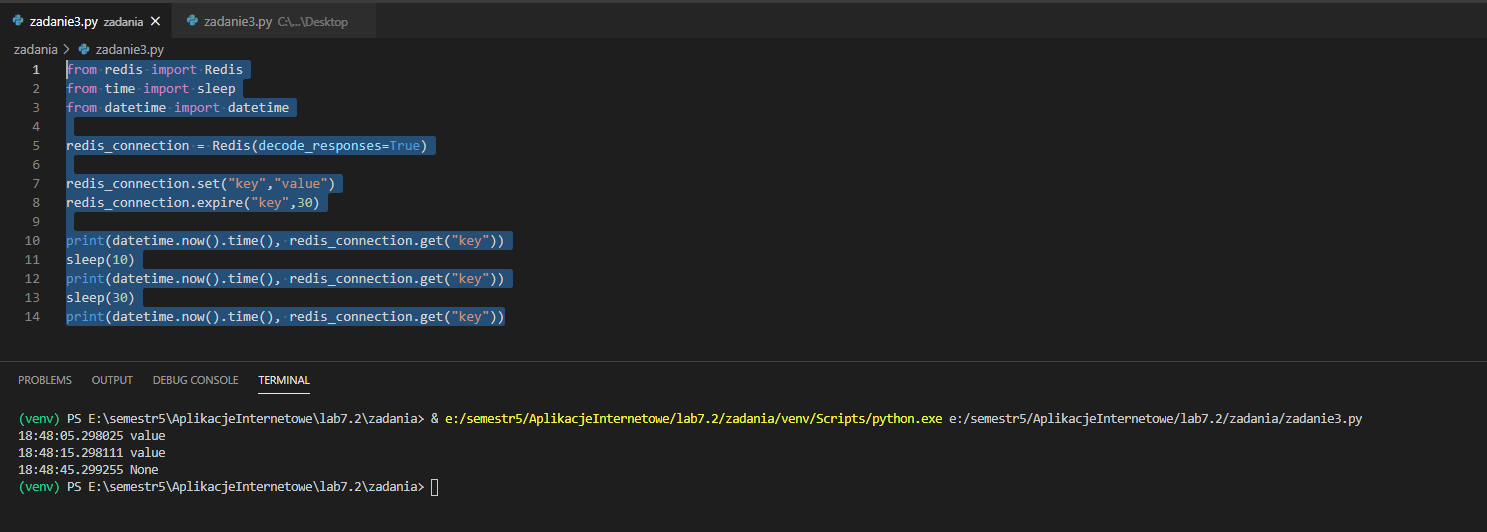 zadanie3.py zadania
zadanie3.py C:\...\Desktop
zadania > zadanie3.py
1 from redis import Redis
2 from time import sleep
3 from datetime import datetime
4
5 redis_connection = Redis(decode_responses=True)
6
7 redis_connection.set("key","value")
8 redis_connection.expire("key",30)
9
10 print(datetime.now().time(), redis_connection.get("key"))
11 sleep(10)
12 print(datetime.now().time(), redis_connection.get("key"))
13 sleep(30)
14 print(datetime.now().time(), redis_connection.get("key"))
PROBLEMS OUTPUT DEBUG CONSOLE TERMINAL
(venv) PS E:\semestr5\AplikacjeInternetowe\lab7.2\zadania> & e:/semestr5/AplikacjeInternetowe/lab7.2/zadania/venv/Scripts/python.exe e:/semestr5/AplikacjeInternetowe/lab7.2/zadania/zadanie3.py
18:48:05.298025 value
18:48:15.298111 value
18:48:45.299255 None
(venv) PS E:\semestr5\AplikacjeInternetowe\lab7.2\zadania>